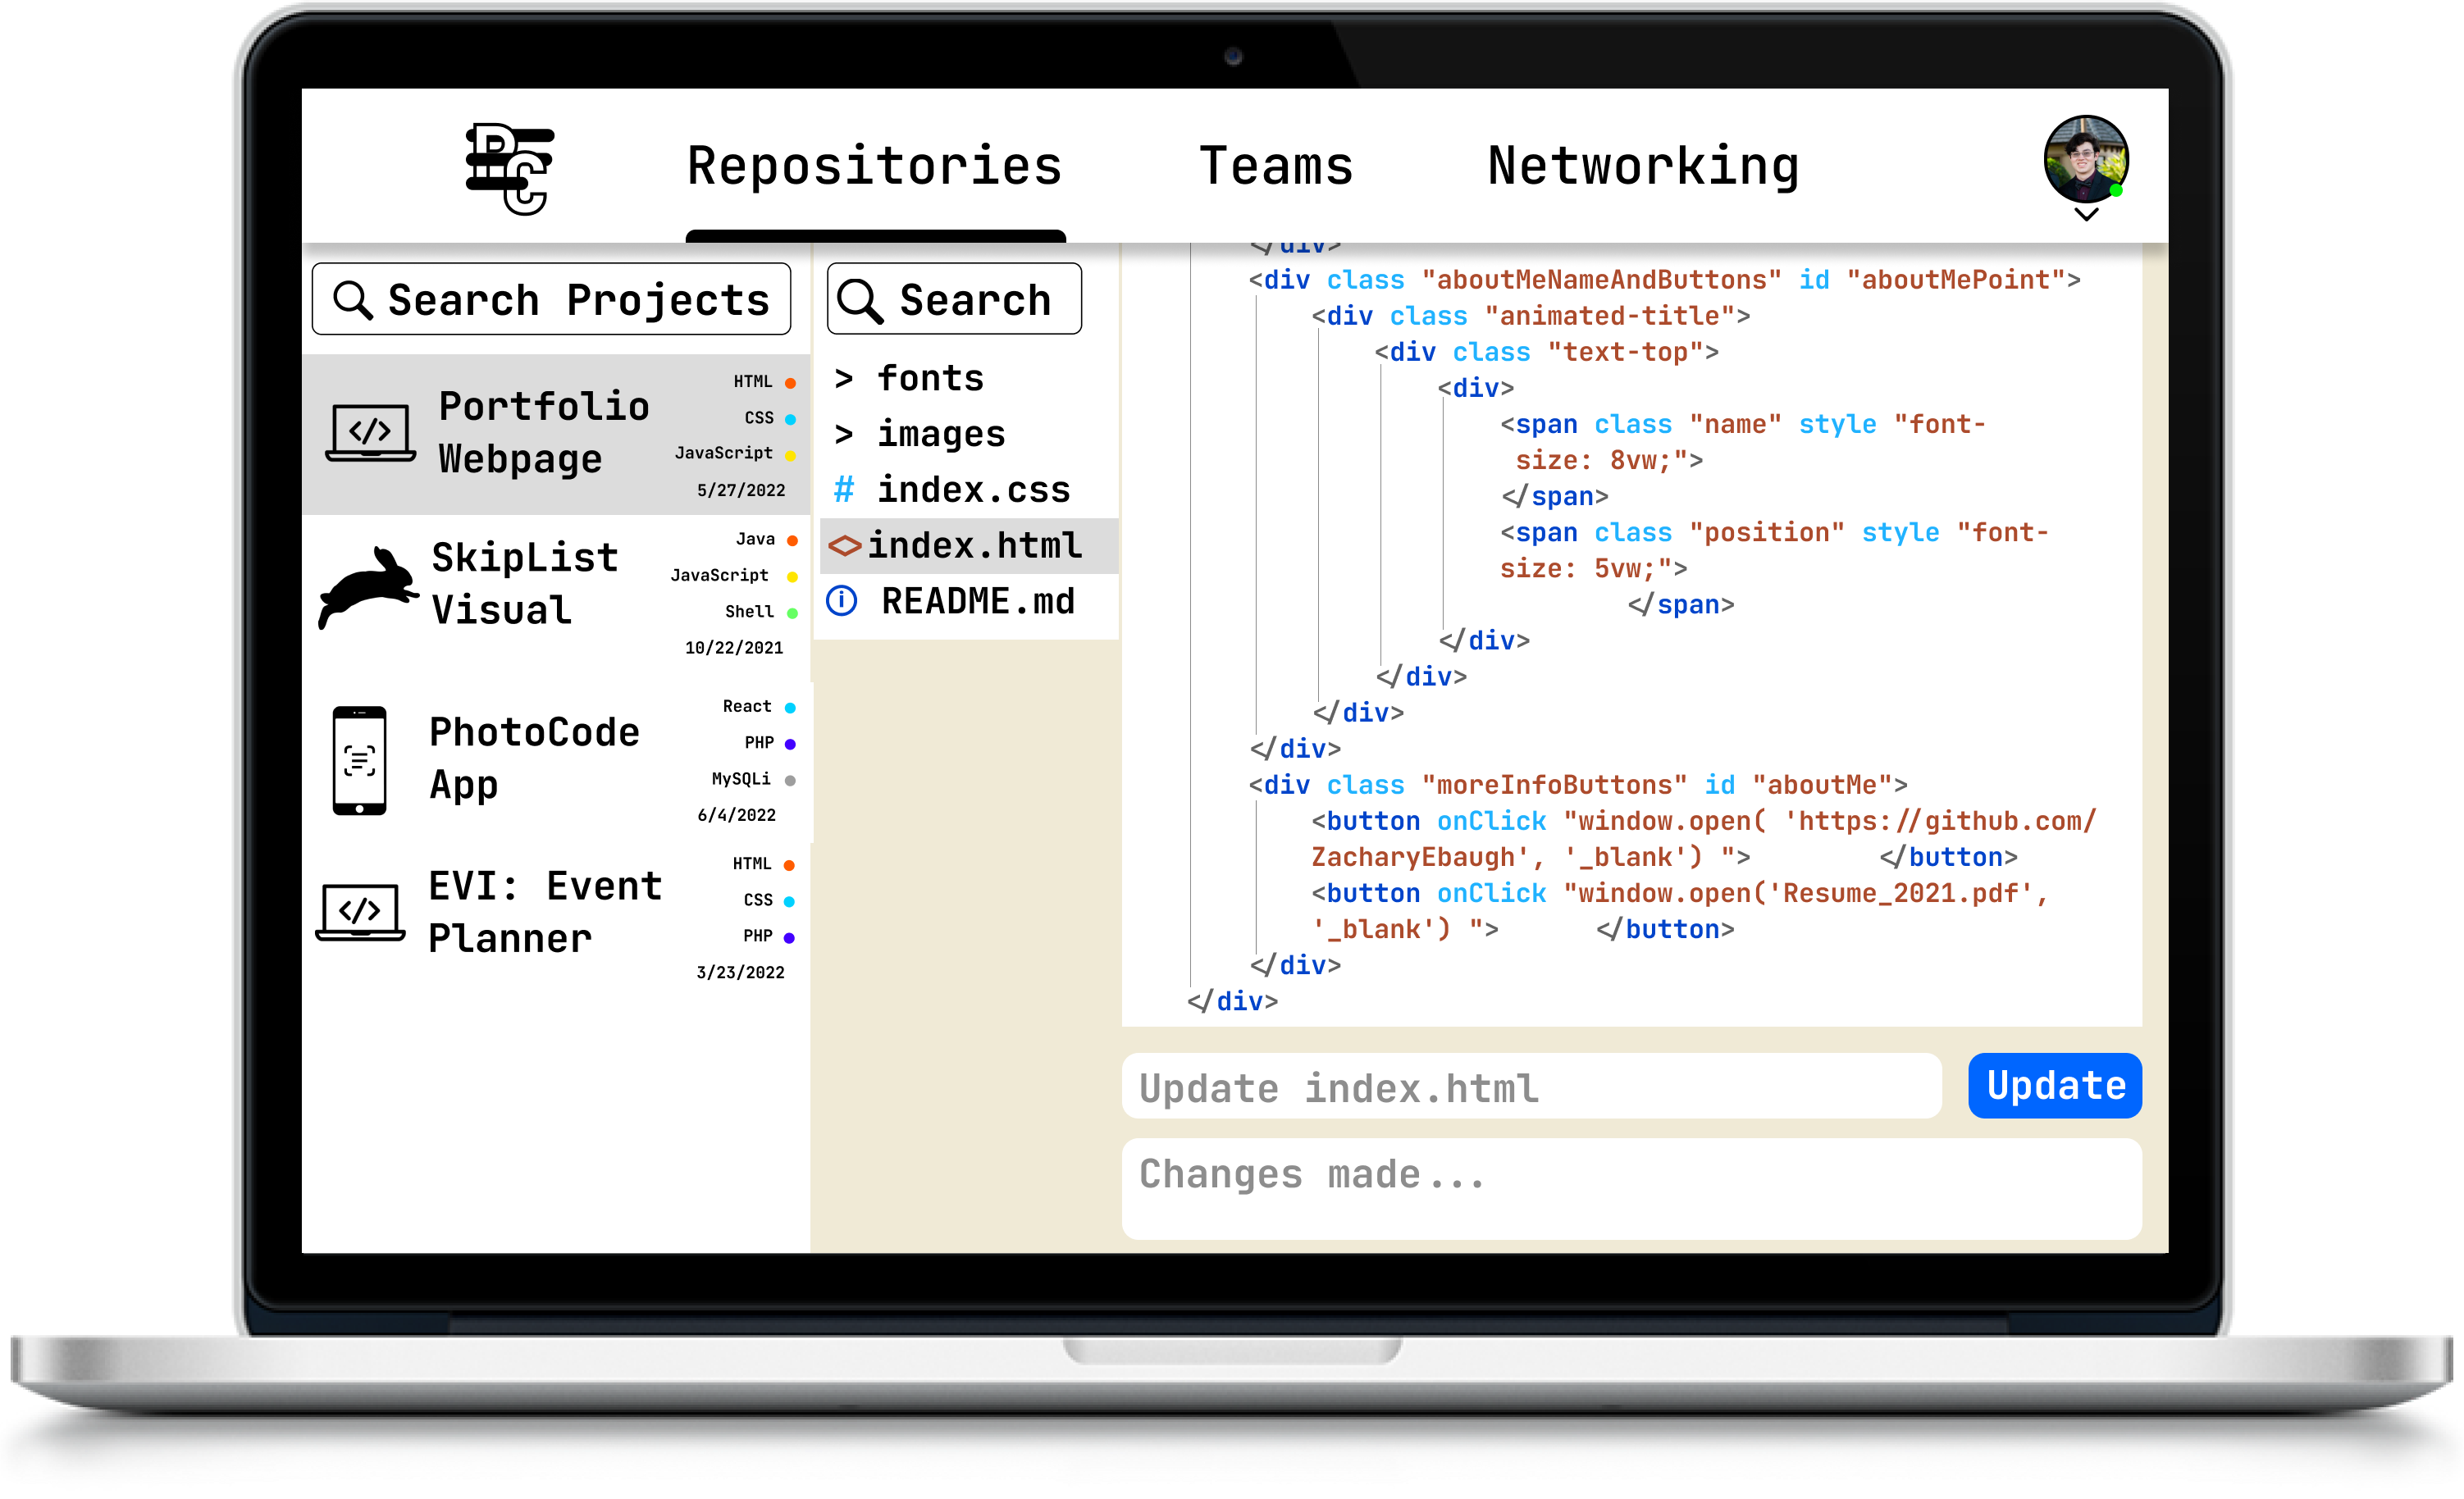 PC
Repositories
Teams
Networking
Search Projects
Portfolio
Webpage
HTML
CSS
JavaScript
5/27/2022
SkipList
Visual
Java
JavaScript
Shell
10/22/2021
PhotoCode
App
React
PHP
MySQLi
6/4/2022
EVI: Event
Planner
HTML
CSS
PHP
3/23/2022
Search
> fonts
> images
# index.css
<> index.html
README.md
</div>
<div class "aboutMeNameAndButtons" id "aboutMePoint">
<div class "animated-title">
<div class "text-top">
<div>
<span class "name" style "font-
size: 8vw;">
</span>
<span class "position" style "font-
size: 5vw;">
</span>
</div>
</div>
</div>
</div>
<div class "moreInfoButtons" id "aboutMe">
<button onClick "window.open( 'https://github.com/
ZacharyEbaugh', '_blank') "> </button>
<button onClick "window.open('Resume_2021.pdf',
'_blank') "> </button>
</div>
</div>
Update index.html
Update
Changes made...